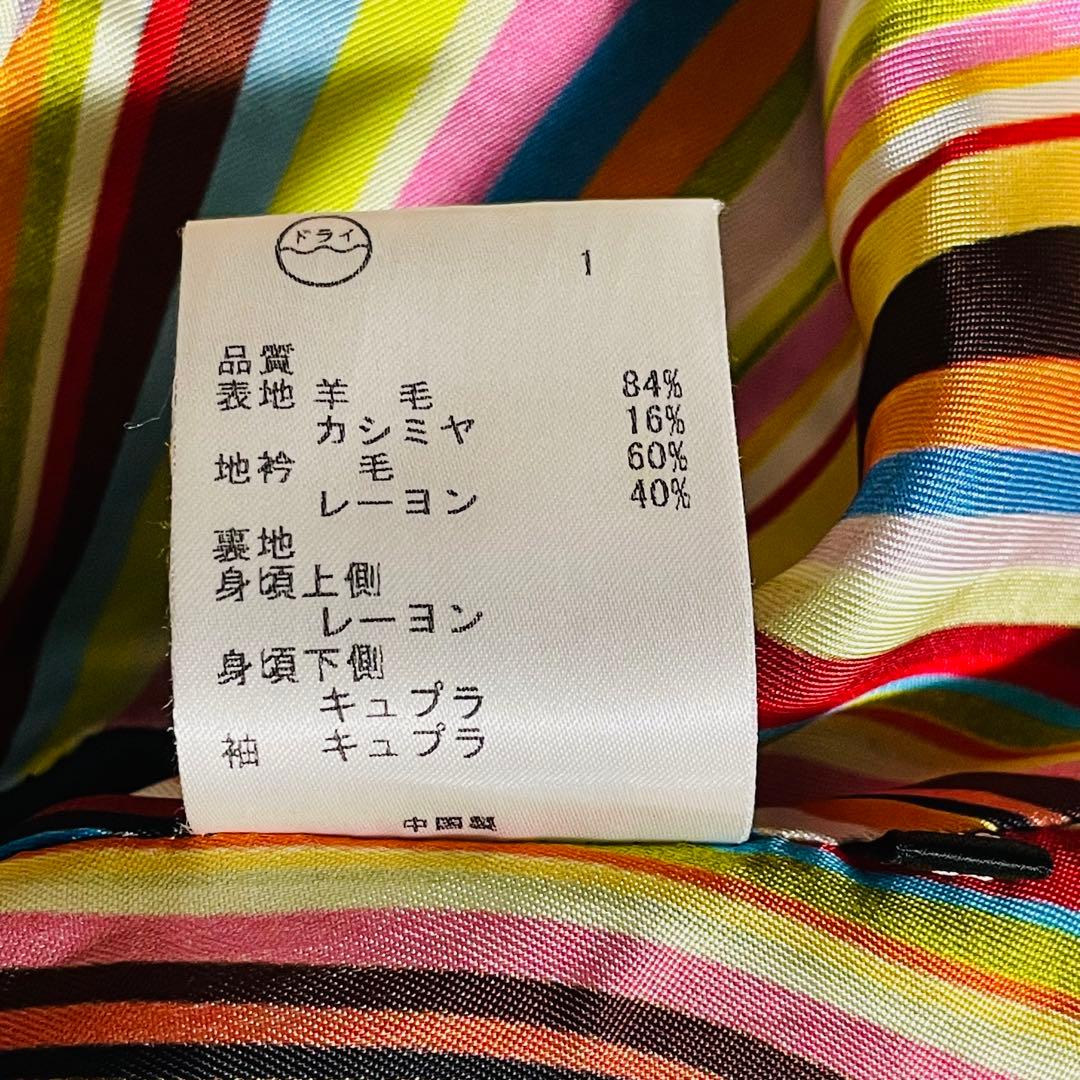 ドライ
1
品質
表地 羊 毛 84%
カシミヤ 16%
地衿 毛 60%
レーヨン 40%
裏地
身頃上側
レーヨン
身頃下側
キュプラ
袖 キュプラ
中国製